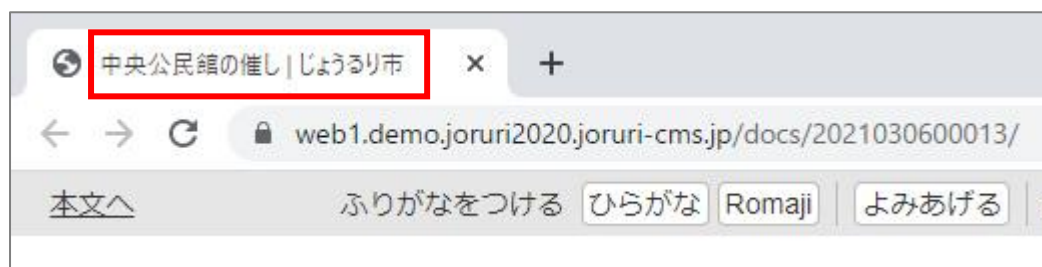 中央公民館の催し | じょうるり市
web1.demo.joruri2020.joruri-cms.jp/docs/2021030600013/
本文へ ふりがなをつける ひらがな Romaji よみあげる